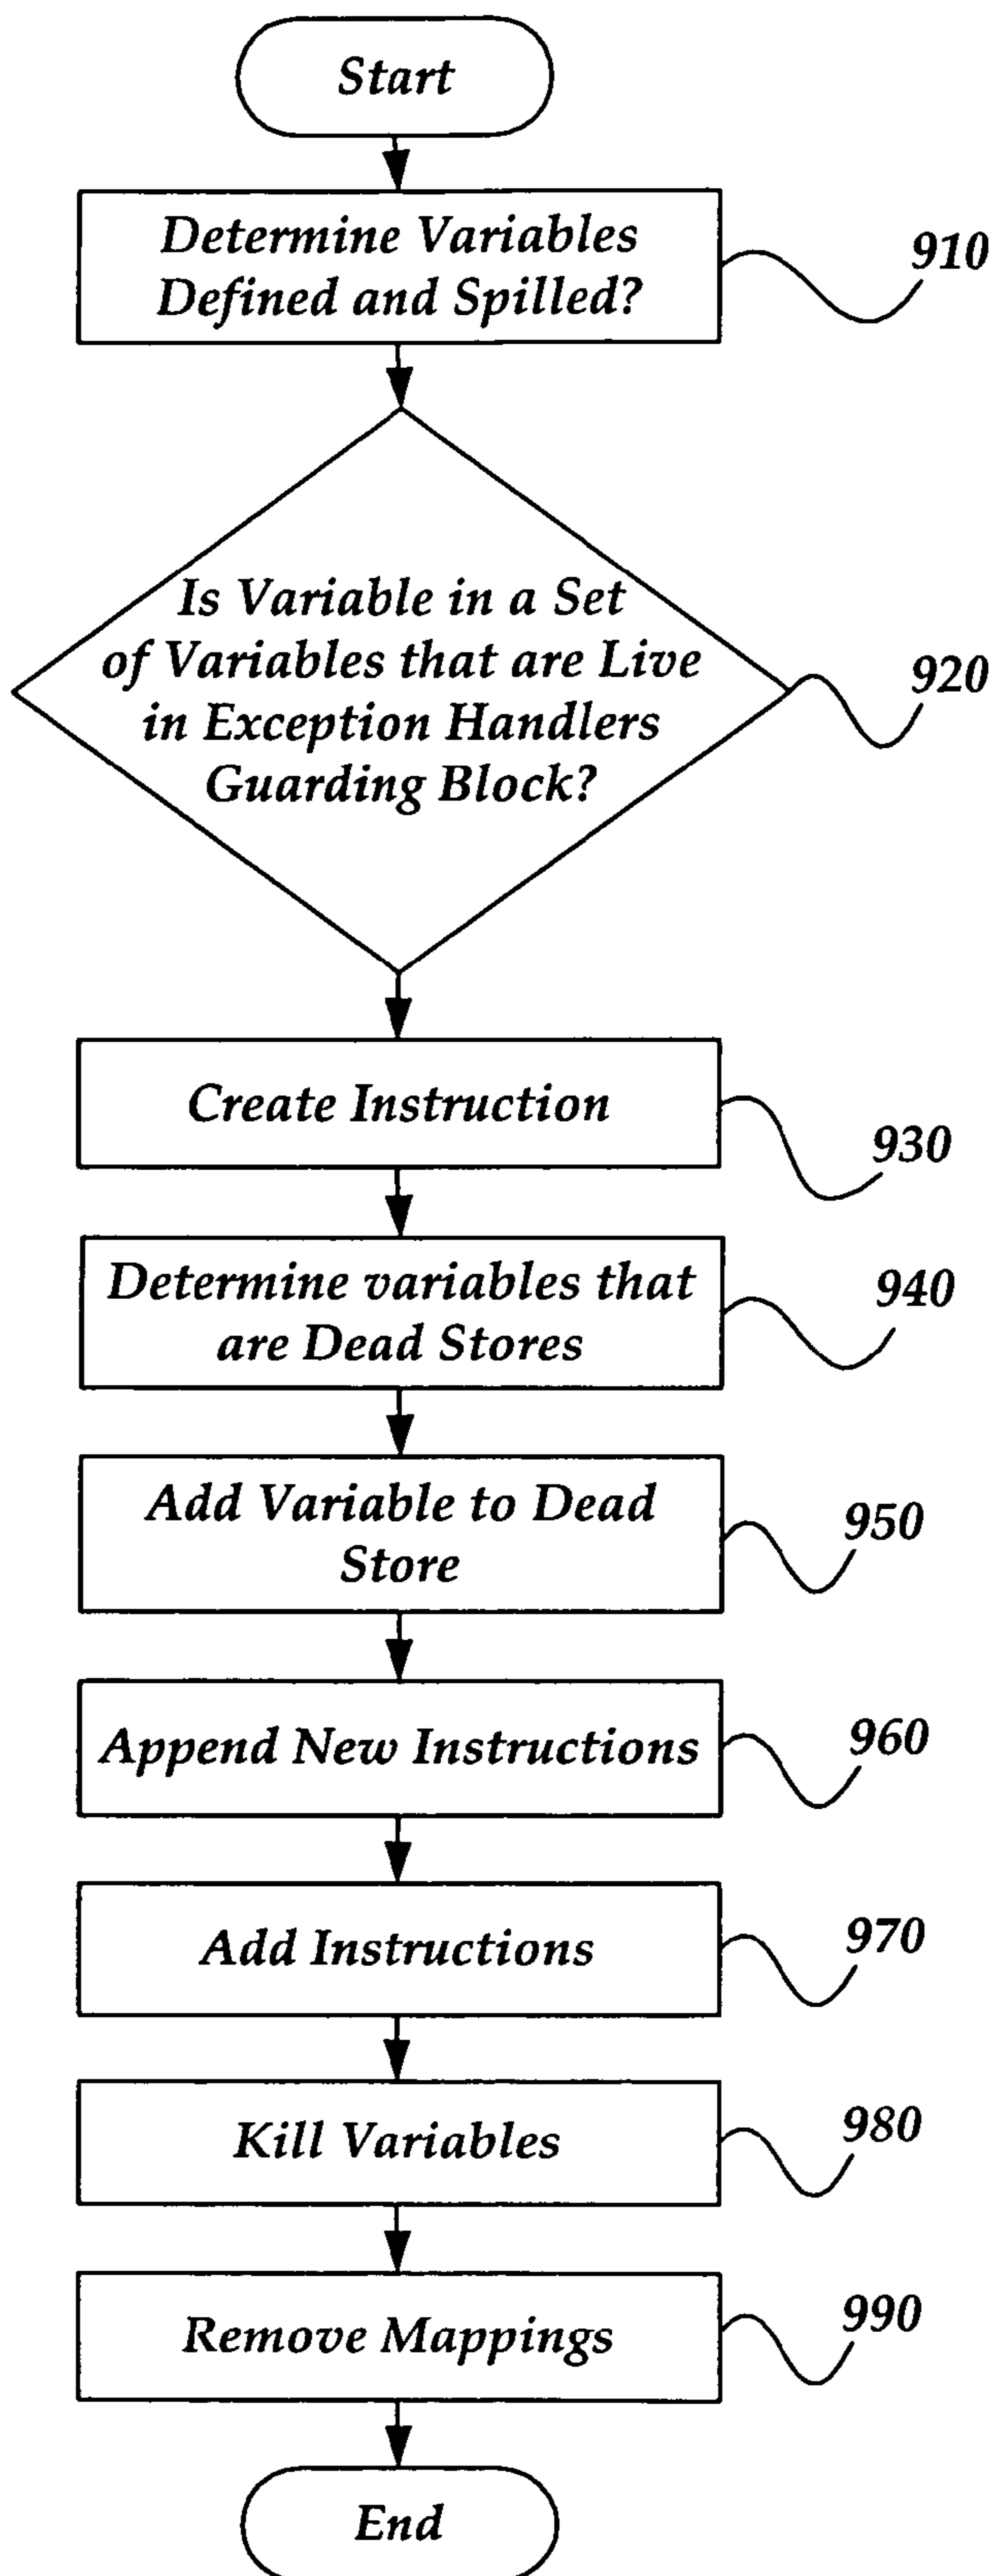 Start
Determine Variables
Defined and Spilled?
910
Is Variable in a Set
of Variables that are Live
in Exception Handlers
Guarding Block?
920
Create Instruction
930
Determine variables that
are Dead Stores
940
Add Variable to Dead
Store
950
Append New Instructions
960
Add Instructions
970
Kill Variables
980
Remove Mappings
990
End